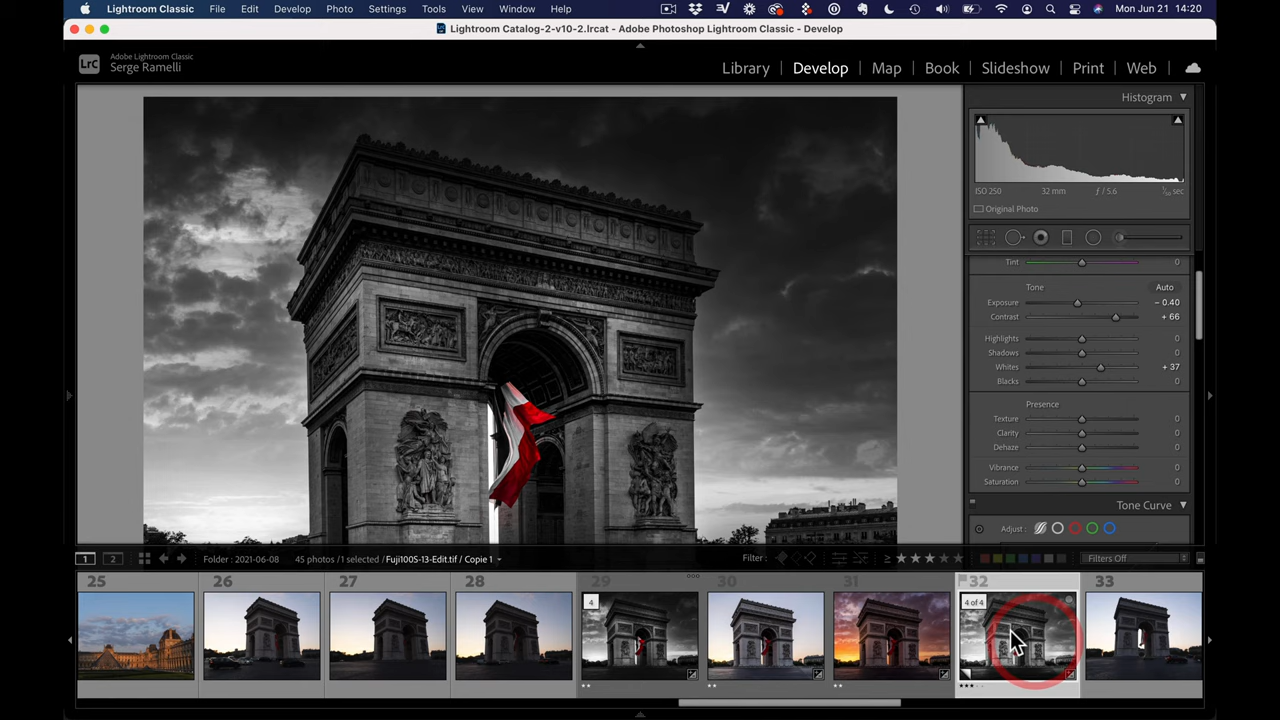 Lightroom Classic File Edit Develop Photo Settings Tools View Window Help Mon Jun 21 14:20
Lightroom Catalog-2-v10-2.lrcat - Adobe Photoshop Lightroom Classic - Develop
LrC Adobe Lightroom Classic
Serge Ramelli
Library | Develop | Map | Book | Slideshow | Print | Web
Histogram
ISO 250 32 mm ƒ / 5.6 sec
Original Photo
Tint 0
Tone Auto
Exposure − 0.40
Contrast + 66
Highlights 0
Shadows 0
Whites + 37
Blacks 0
Presence
Texture 0
Clarity 0
Dehaze 0
Vibrance 0
Saturation 0
Tone Curve
Adjust :
1 2 Folder : 2021-06-08 45 photos /1 selected / Fuji100S-13-Edit.tif / Copie 1 Filter : ≥ ★★★★★ Filters Off
25 26 27 28 29 30 31 32 33
4 4 of 4